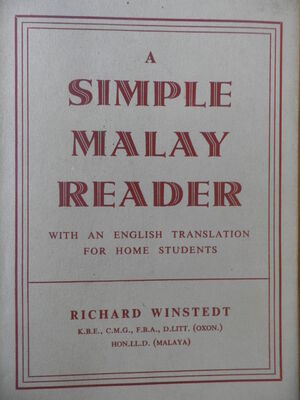 A
SIMPLE
MALAY
READER
WITH AN ENGLISH TRANSLATION
FOR HOME STUDENTS
RICHARD WINSTEDT
K.B.E., C.M.G., F.B.A., D.LITT. (OXON.)
HON.LL.D. (MALAYA)